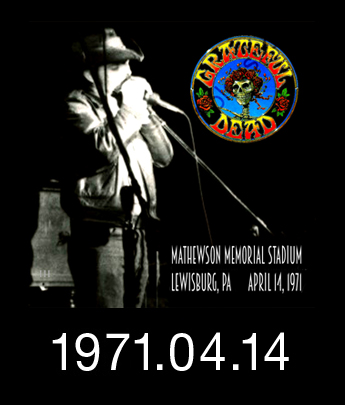 GRATEFUL
DEAD
MATHEWSON MEMORIAL STADIUM
LEWISBURG, PA APRIL 14, 1971
1971.04.14